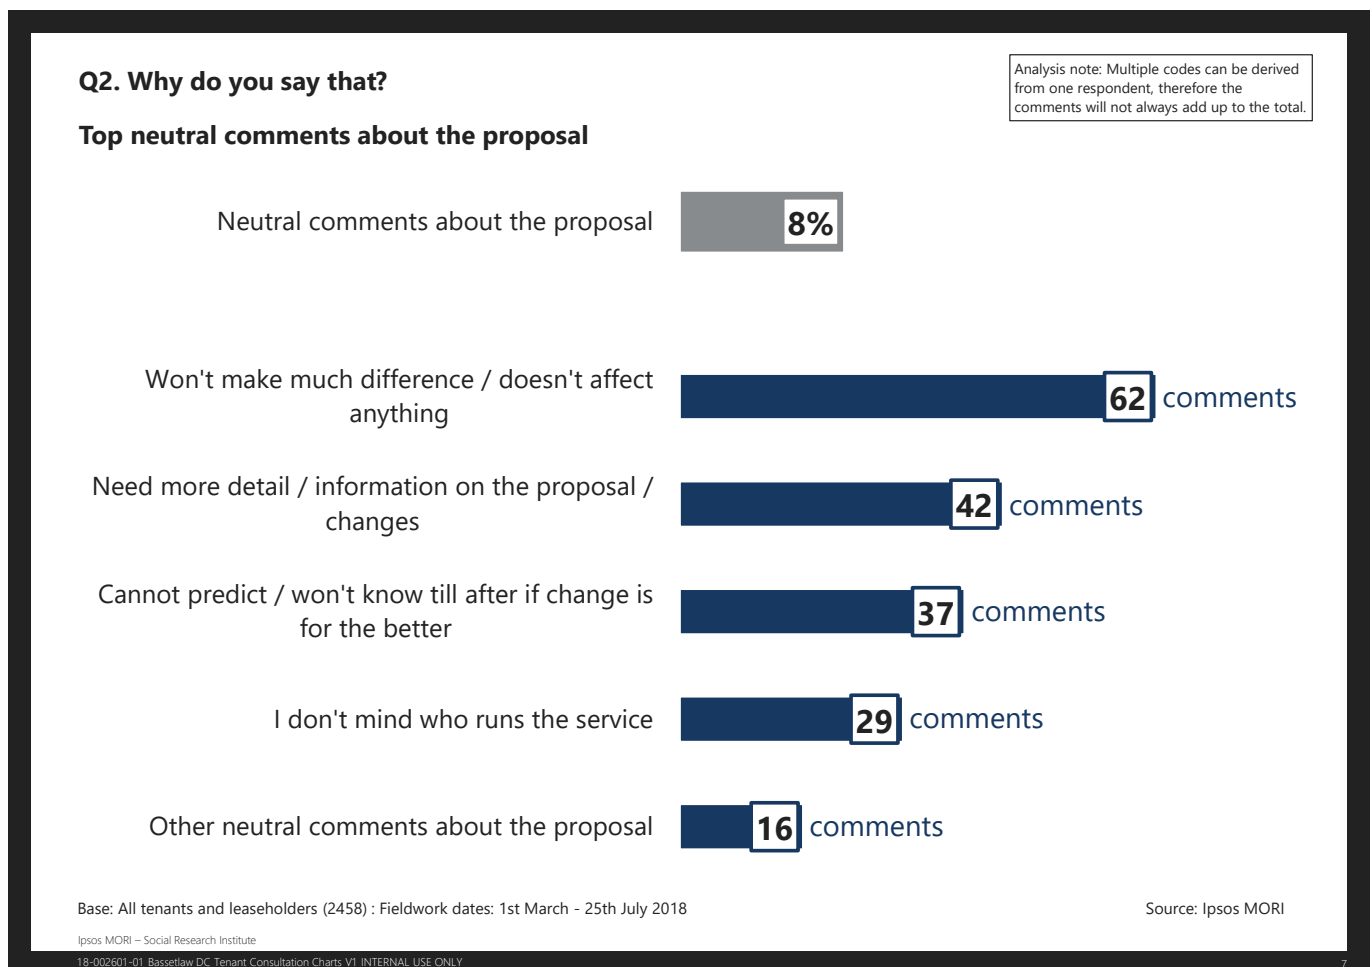 Q2. Why do you say that?
Analysis note: Multiple codes can be derived
from one respondent, therefore the
comments will not always add up to the total.
Top neutral comments about the proposal
Neutral comments about the proposal 8%
Won't make much difference / doesn't affect
anything
62 comments
Need more detail / information on the proposal /
changes
42 comments
Cannot predict / won't know till after if change is
for the better
37 comments
I don't mind who runs the service 29 comments
Other neutral comments about the proposal 16 comments
Base: All tenants and leaseholders (2458) : Fieldwork dates: 1st March - 25th July 2018 Source: Ipsos MORI
Ipsos MORI – Social Research Institute
18-002601-01 Bassetlaw DC Tenant Consultation Charts V1 INTERNAL USE ONLY 7